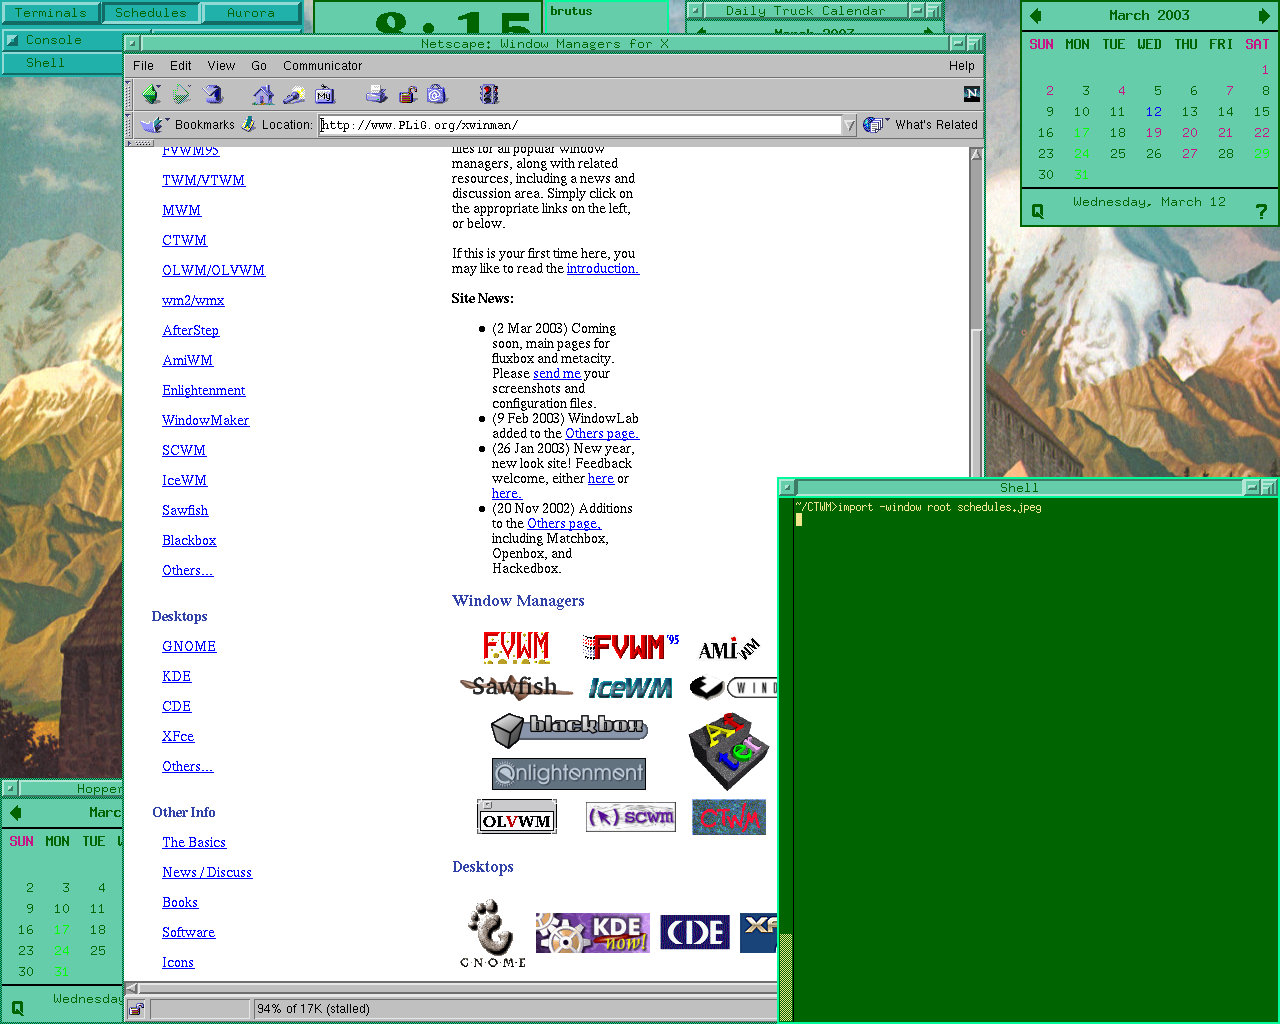 Terminals Schedules Aurora
Console
Shell
8:15
brutus
Daily Truck Calendar
March 2003
March 2003
SUN MON TUE WED THU FRI SAT
1
2 3 4 5 6 7 8
9 10 11 12 13 14 15
16 17 18 19 20 21 22
23 24 25 26 27 28 29
30 31
Wednesday, March 12
Q ?
Netscape: Window Managers for X
File Edit View Go Communicator Help
My N
Bookmarks Location: http://www.PLiG.org/xwinman/ What's Related
FVWM95
TWM/VTWM
MWM
CTWM
OLWM/OLVWM
wm2/wmx
AfterStep
AmiWM
Enlightenment
WindowMaker
SCWM
IceWM
Sawfish
Blackbox
Others...
Desktops
GNOME
KDE
CDE
XFce
Others...
Other Info
The Basics
News / Discuss
Books
Software
Icons
files for all popular window
managers, along with related
resources, including a news and
discussion area. Simply click on
the appropriate links on the left,
or below.
If this is your first time here, you
may like to read the introduction.
Site News:
(2 Mar 2003) Coming
soon, main pages for
fluxbox and metacity.
Please send me your
screenshots and
configuration files.
(9 Feb 2003) WindowLab
added to the Others page.
(26 Jan 2003) New year,
new look site! Feedback
welcome, either here or
here.
(20 Nov 2002) Additions
to the Others page,
including Matchbox,
Openbox, and
Hackedbox.
Window Managers
FVWM FVWM '95 AMiWM
Sawfish IceWM WIND
blackbox
enlightenment
OLVWM scwm CTWM
Desktops
G·N·O·M·E KDE now! CDE XF
94% of 17K (stalled)
Shell
~/CTWM>import -window root schedules.jpeg
Hopper
Marc
SUN MON TUE W
2 3 4
9 10 11
16 17 18
23 24 25
30 31
Wednesday
Q